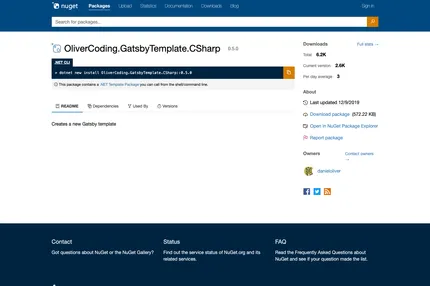 nuget
Packages
Upload
Statistics
Documentation
Downloads
Blog
Sign in
Search for packages...
OliverCoding.GatsbyTemplate.CSharp 0.5.0
.NET CLI
> dotnet new install OliverCoding.GatsbyTemplate.CSharp::0.5.0
This package contains a .NET Template Package you can call from the shell/command line.
README
Dependencies
Used By
Versions
Creates a new Gatsby template
Downloads
Full stats →
Total 6.2K
Current version 2.6K
Per day average 3
About
Last updated 12/9/2019
Download package (572.22 KB)
Open in NuGet Package Explorer
Report package
Owners
Contact owners →
Contact
Got questions about NuGet or the NuGet Gallery?
Status
Find out the service status of NuGet.org and its
related services.
FAQ
Read the Frequently Asked Questions about
NuGet and see if your question made the list.